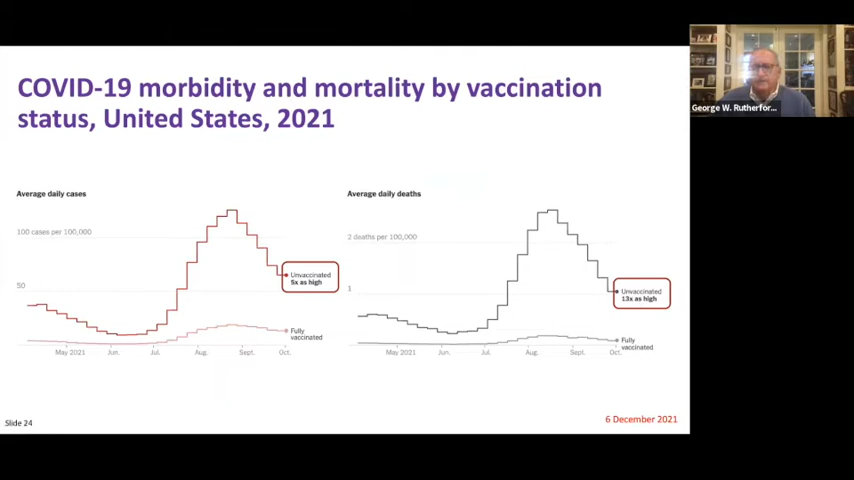 COVID-19 morbidity and mortality by vaccination
status, United States, 2021
George W. Rutherfor...
Average daily cases
100 cases per 100,000
50
Unvaccinated
5x as high
Fully
vaccinated
May 2021 Jun. Jul. Aug. Sept. Oct.
Average daily deaths
2 deaths per 100,000
1
Unvaccinated
13x as high
Fully
vaccinated
May 2021 Jun. Jul. Aug. Sept. Oct.
Slide 24
6 December 2021